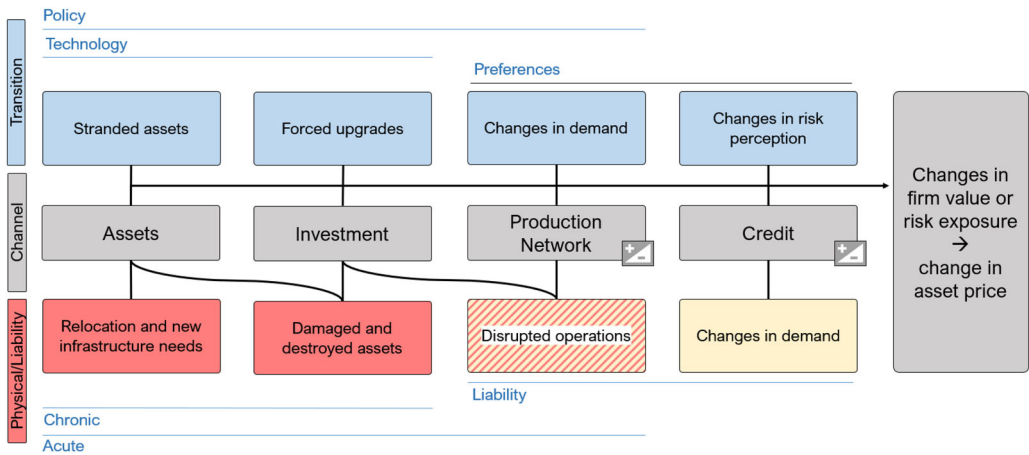 Policy
Technology
Preferences
Transition
Stranded assets
Forced upgrades
Changes in demand
Changes in risk
perception
Channel
Assets
Investment
Production
Network
+
−
Credit
+
−
Changes in
firm value or
risk exposure
→
change in
asset price
Physical/Liability
Relocation and new
infrastructure needs
Damaged and
destroyed assets
Disrupted operations
Changes in demand
Liability
Chronic
Acute